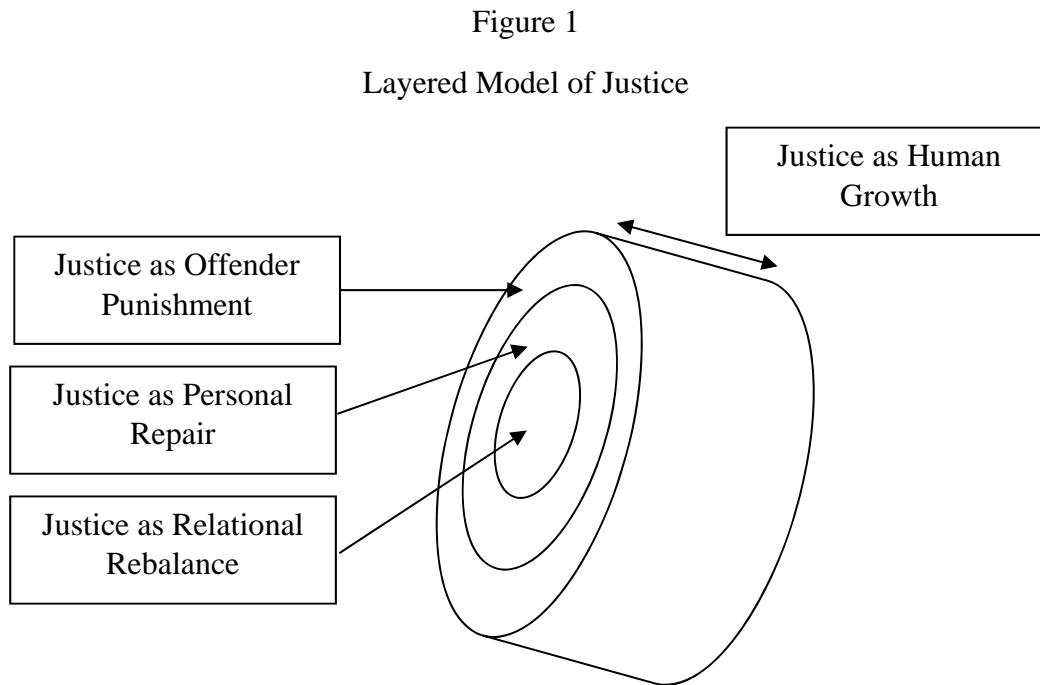 Figure 1
Layered Model of Justice
Justice as Human
Growth
Justice as Offender
Punishment
Justice as Personal
Repair
Justice as Relational
Rebalance